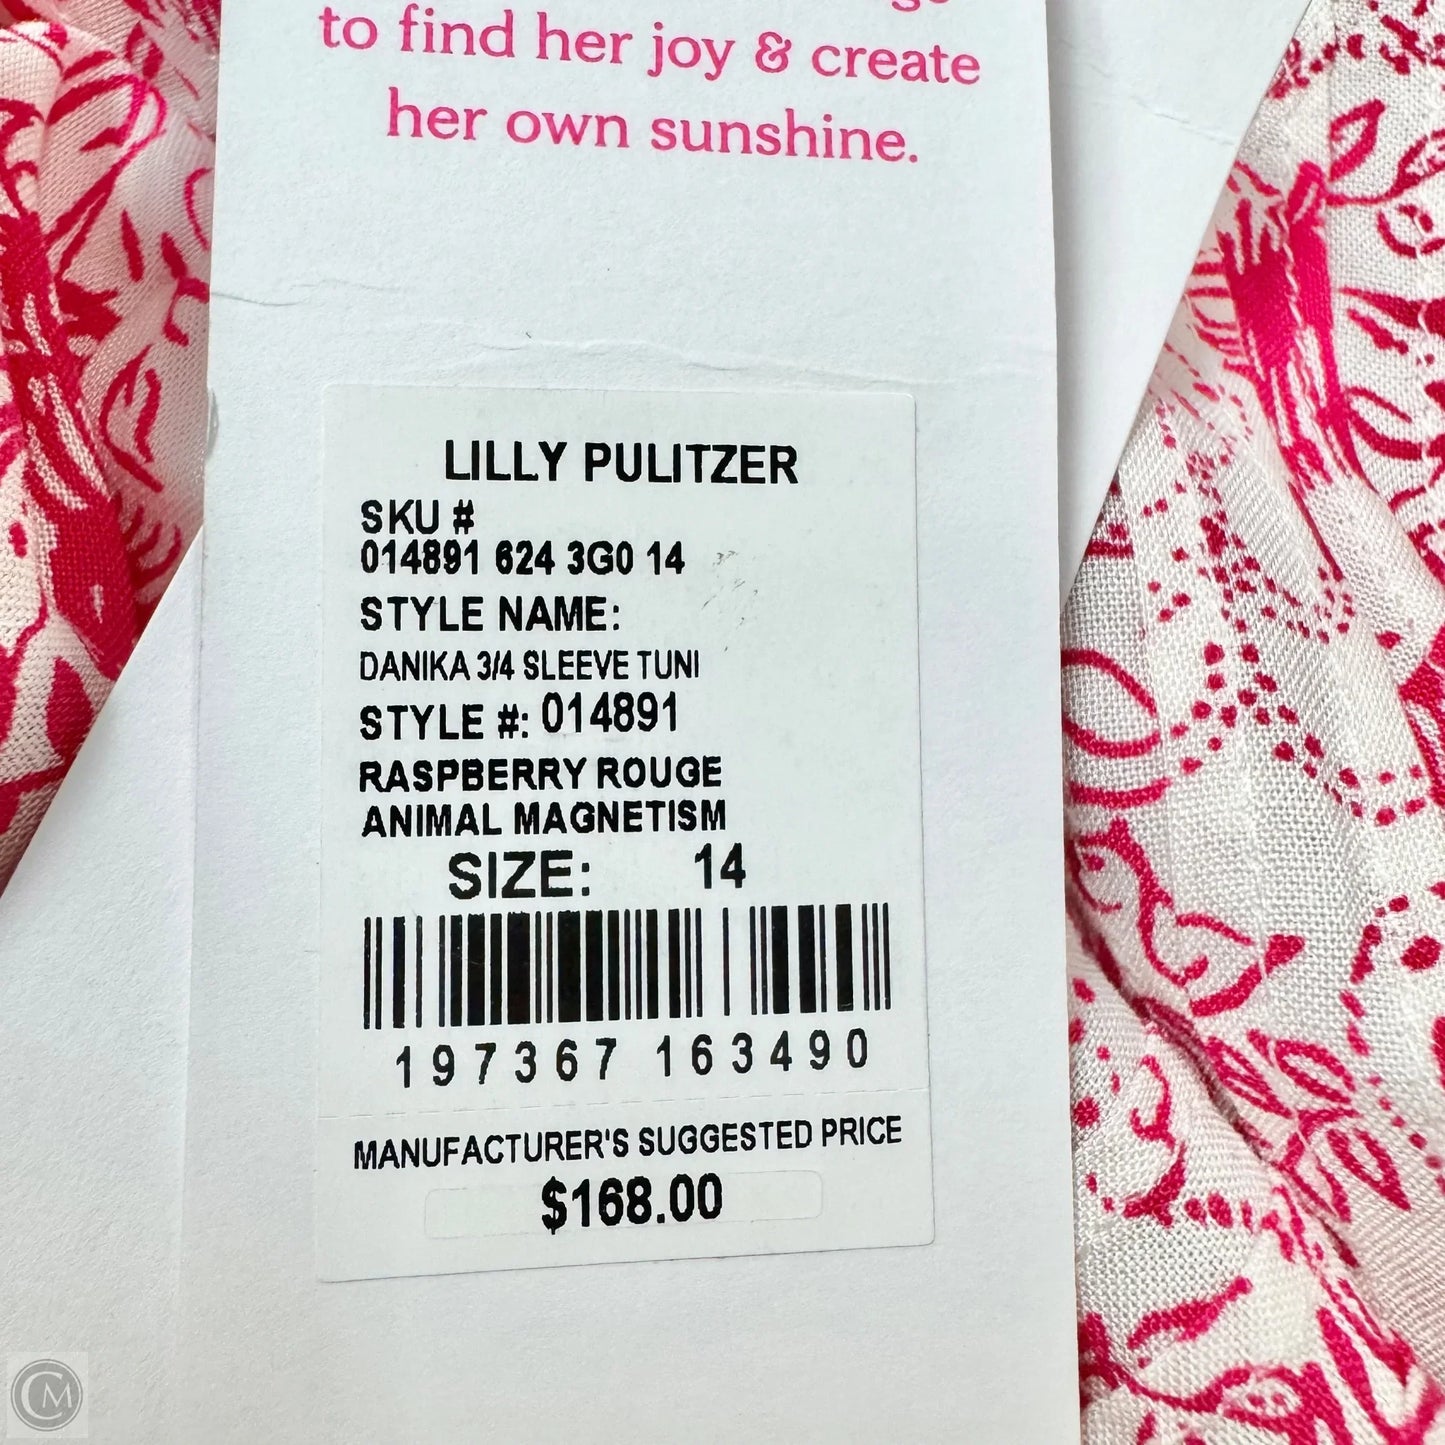 to find her joy & create
her own sunshine.
LILLY PULITZER
SKU #
014891 624 3G0 14
STYLE NAME:
DANIKA 3/4 SLEEVE TUNI
STYLE #: 014891
RASPBERRY ROUGE
ANIMAL MAGNETISM
SIZE: 14
197367 163490
MANUFACTURER'S SUGGESTED PRICE
$168.00
CM